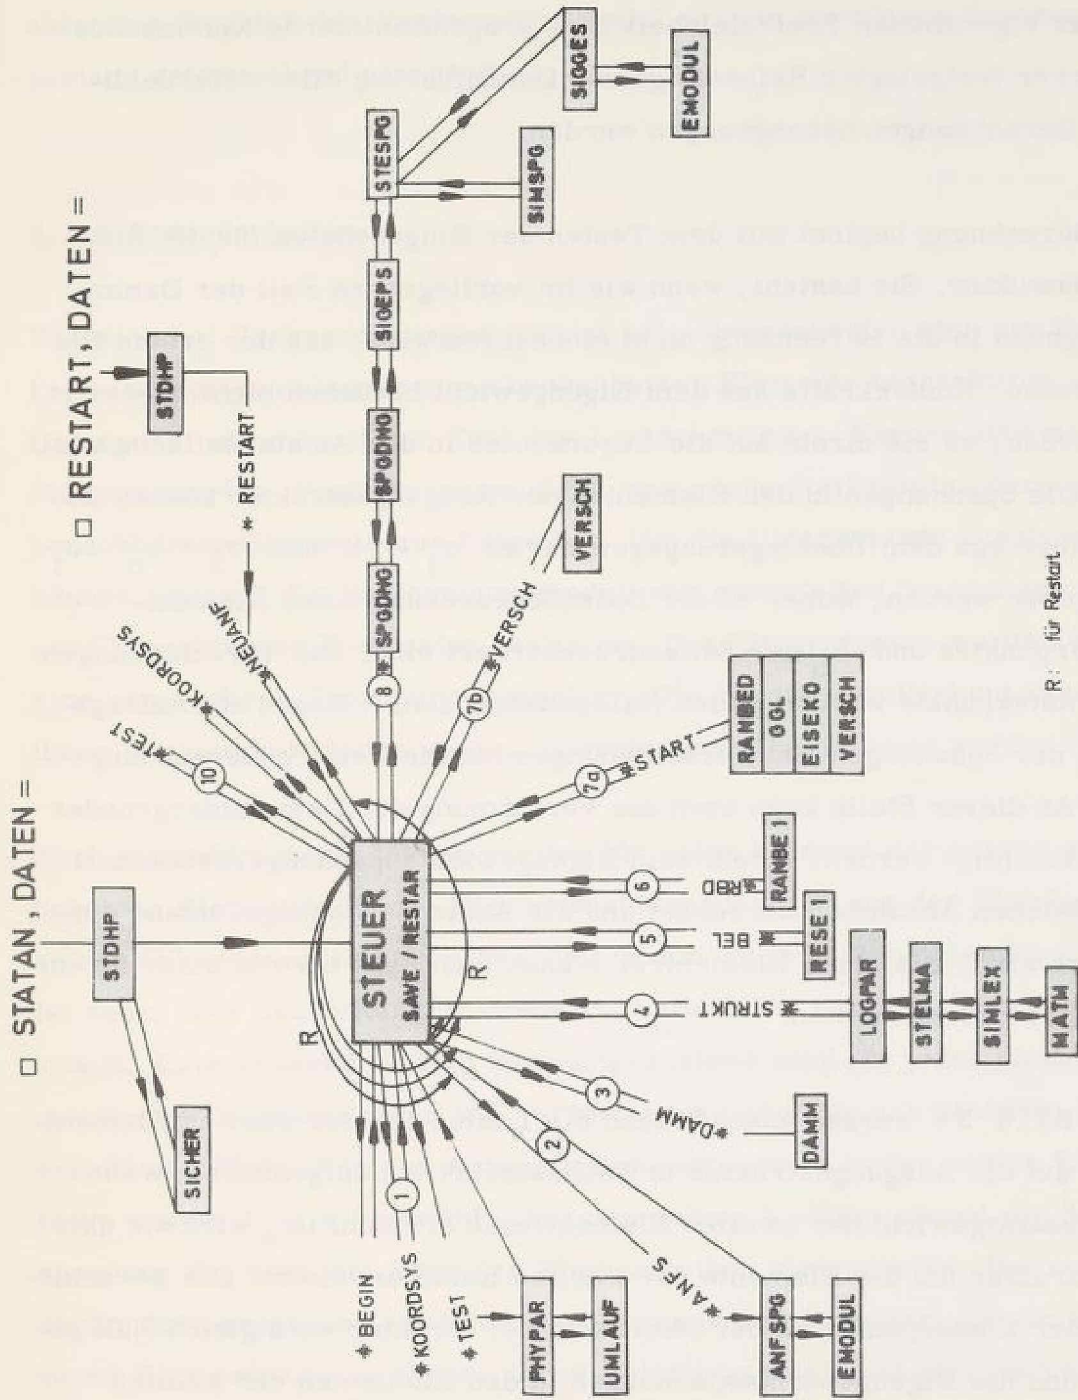 □ STATAN, DATEN =
STDHP
SICHER
□ RESTART, DATEN =
STDHP
* RESTART
* NEUANF
* KOORDSYS
* TEST
10
STEUER
SAVE / RESTAR
R
R
* BEGIN
* KOORDSYS
* TEST
1
PHYPAR
UMLAUF
2
* ANFS
ANFSPG
EMODUL
3
* DAMM
DAMM
4
* STRUKT
LOGPAR
STELMA
SIMLEX
MATM
5
* BEL
RESE 1
6
* RBD
RANBE 1
7a
* START
RANBED
GGL
EISEKO
VERSCH
7b
* VERSCH
VERSCH
8
* SPGDHG
SPGDHG
SIGEPS
STESPG
SIMSPG
SIGGES
EMODUL
R : für Restart